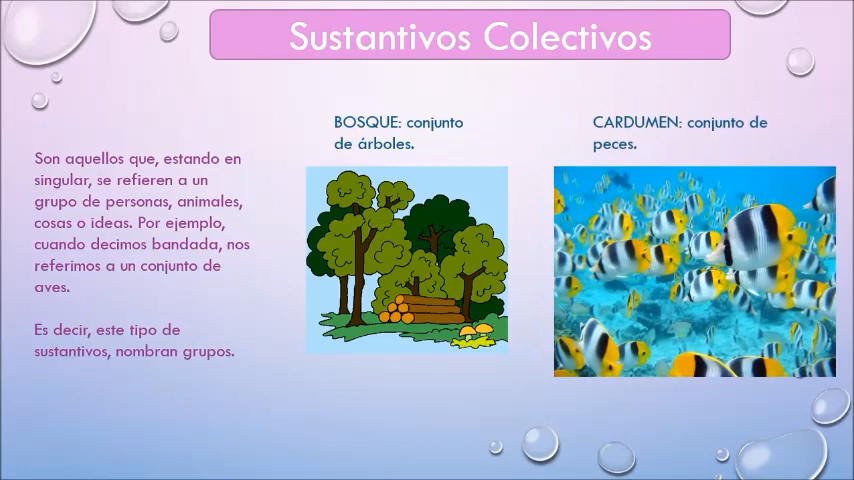 Sustantivos Colectivos
Son aquellos que, estando en
singular, se refieren a un
grupo de personas, animales,
cosas o ideas. Por ejemplo,
cuando decimos bandada, nos
referimos a un conjunto de
aves.
Es decir, este tipo de
sustantivos, nombran grupos.
BOSQUE: conjunto
de árboles.
CARDUMEN: conjunto de
peces.